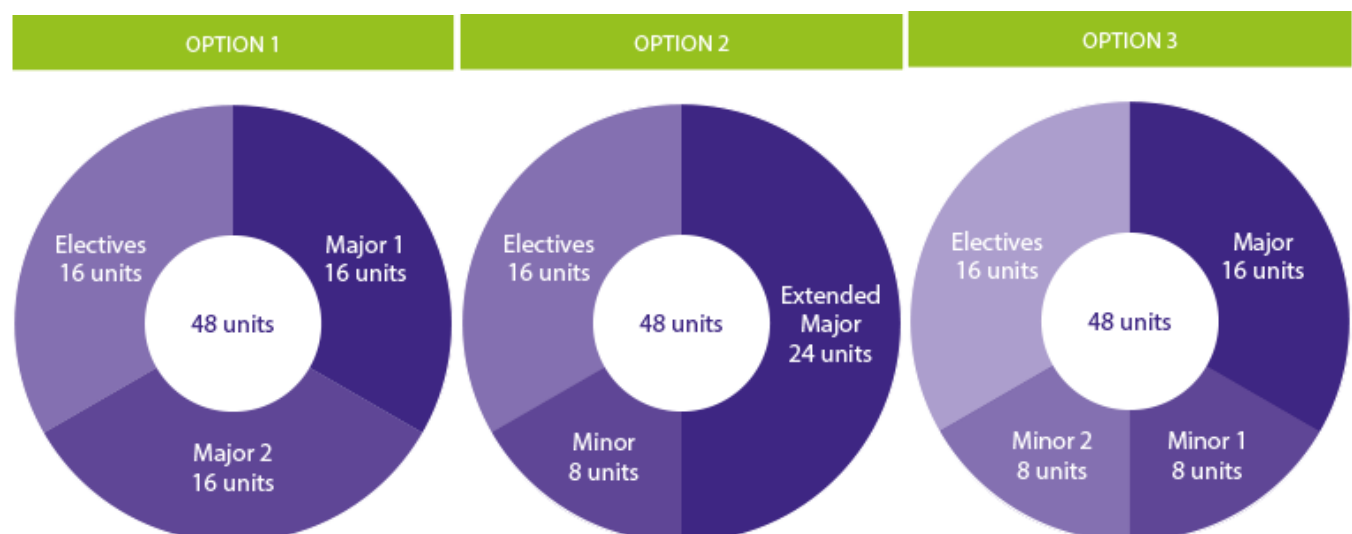 OPTION 1
OPTION 2
OPTION 3
Electives
16 units
Major 1
16 units
48 units
Major 2
16 units
Electives
16 units
Extended
Major
24 units
48 units
Minor
8 units
Electives
16 units
Major
16 units
48 units
Minor 2
8 units
Minor 1
8 units